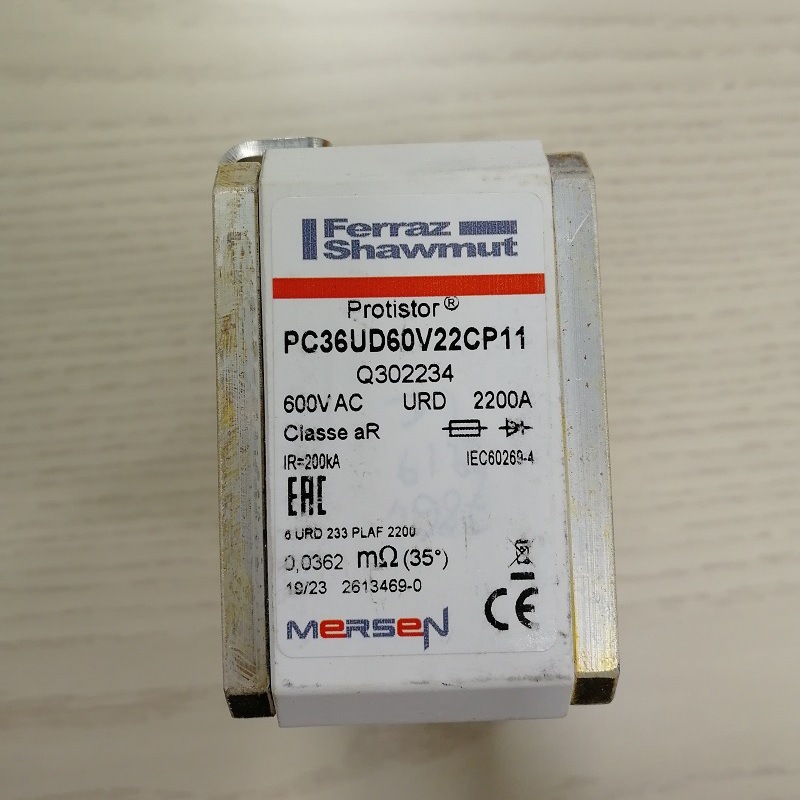 Ferraz
Shawmut
Protistor®
PC36UD60V22CP11
Q302234
600V AC URD 2200A
Classe aR
IR=200kA IEC60269-4
EAC
6 URD 233 PLAF 2200
0,0362 mΩ (35°)
19/23 2613469-0
CE
MERSEN